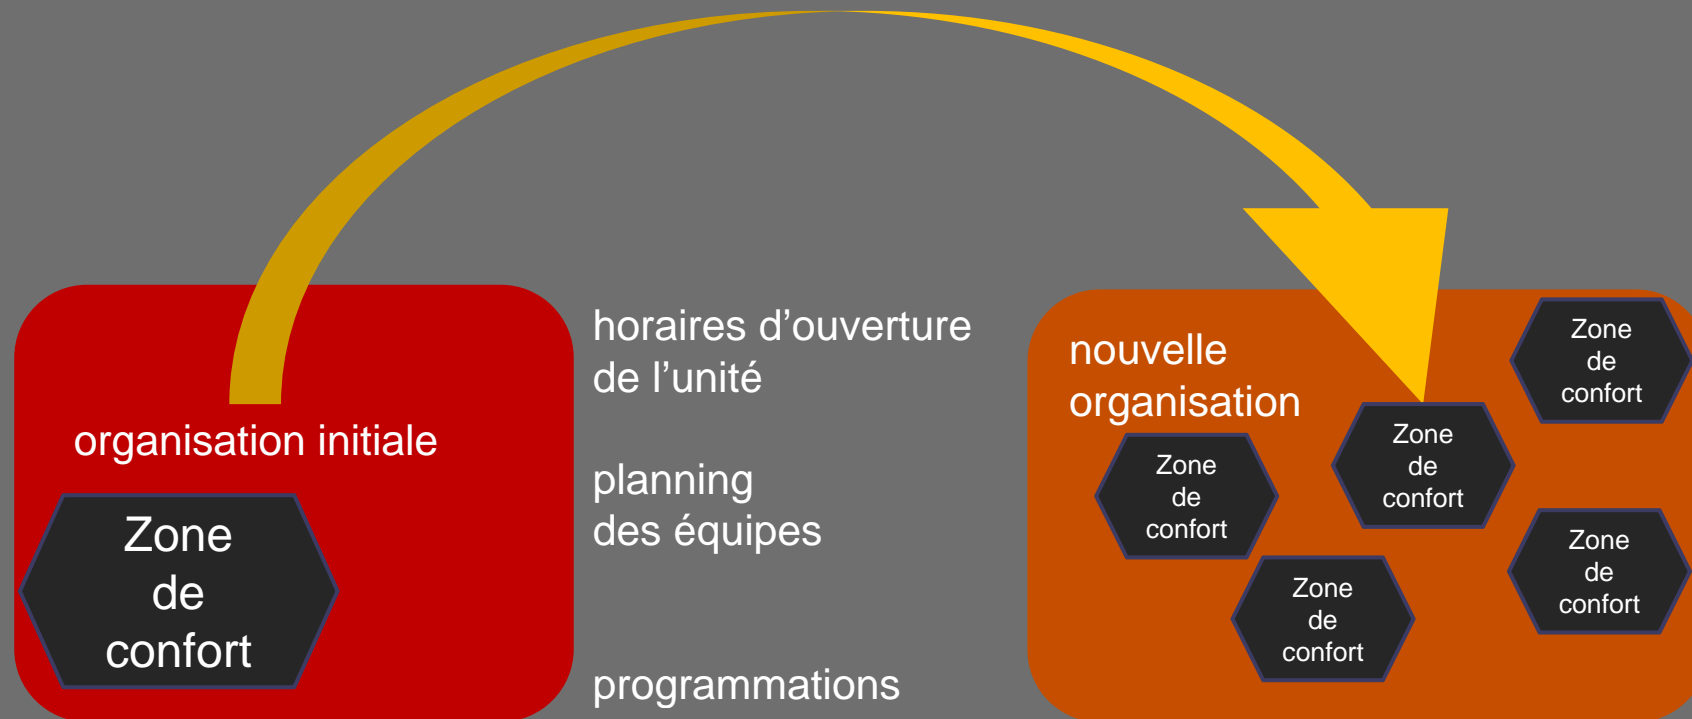 organisation initiale
Zone
de
confort
horaires d’ouverture
de l’unité
planning
des équipes
programmations
nouvelle
organisation
Zone
de
confort
Zone
de
confort
Zone
de
confort
Zone
de
confort
Zone
de
confort